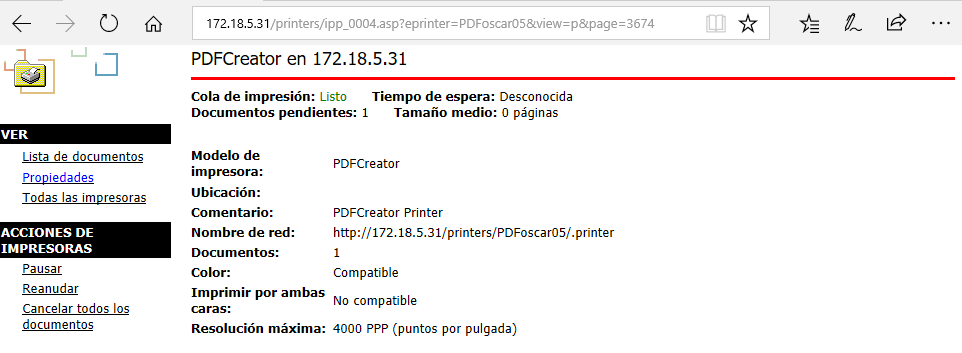 172.18.5.31/printers/ipp_0004.asp?eprinter=PDFoscar05&view=p&page=3674
PDFCreator en 172.18.5.31
Cola de impresión: Listo Tiempo de espera: Desconocida
Documentos pendientes: 1 Tamaño medio: 0 páginas
VER
Lista de documentos
Propiedades
Todas las impresoras
ACCIONES DE
IMPRESORAS
Pausar
Reanudar
Cancelar todos los
documentos
Modelo de
impresora: PDFCreator
Ubicación:
Comentario: PDFCreator Printer
Nombre de red: http://172.18.5.31/printers/PDFoscar05/.printer
Documentos: 1
Color: Compatible
Imprimir por ambas
caras: No compatible
Resolución máxima: 4000 PPP (puntos por pulgada)